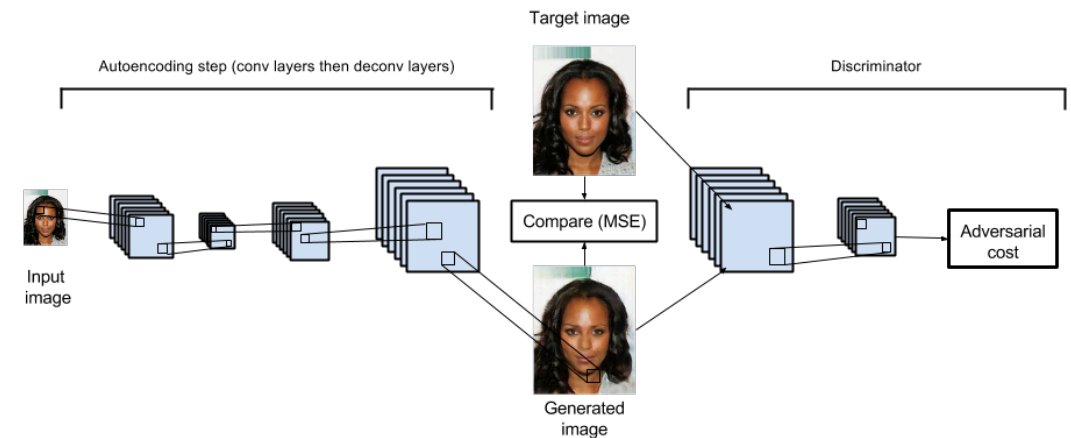 Target image
Autoencoding step (conv layers then deconv layers)
Discriminator
Compare (MSE)
Adversarial
cost
Input
image
Generated
image